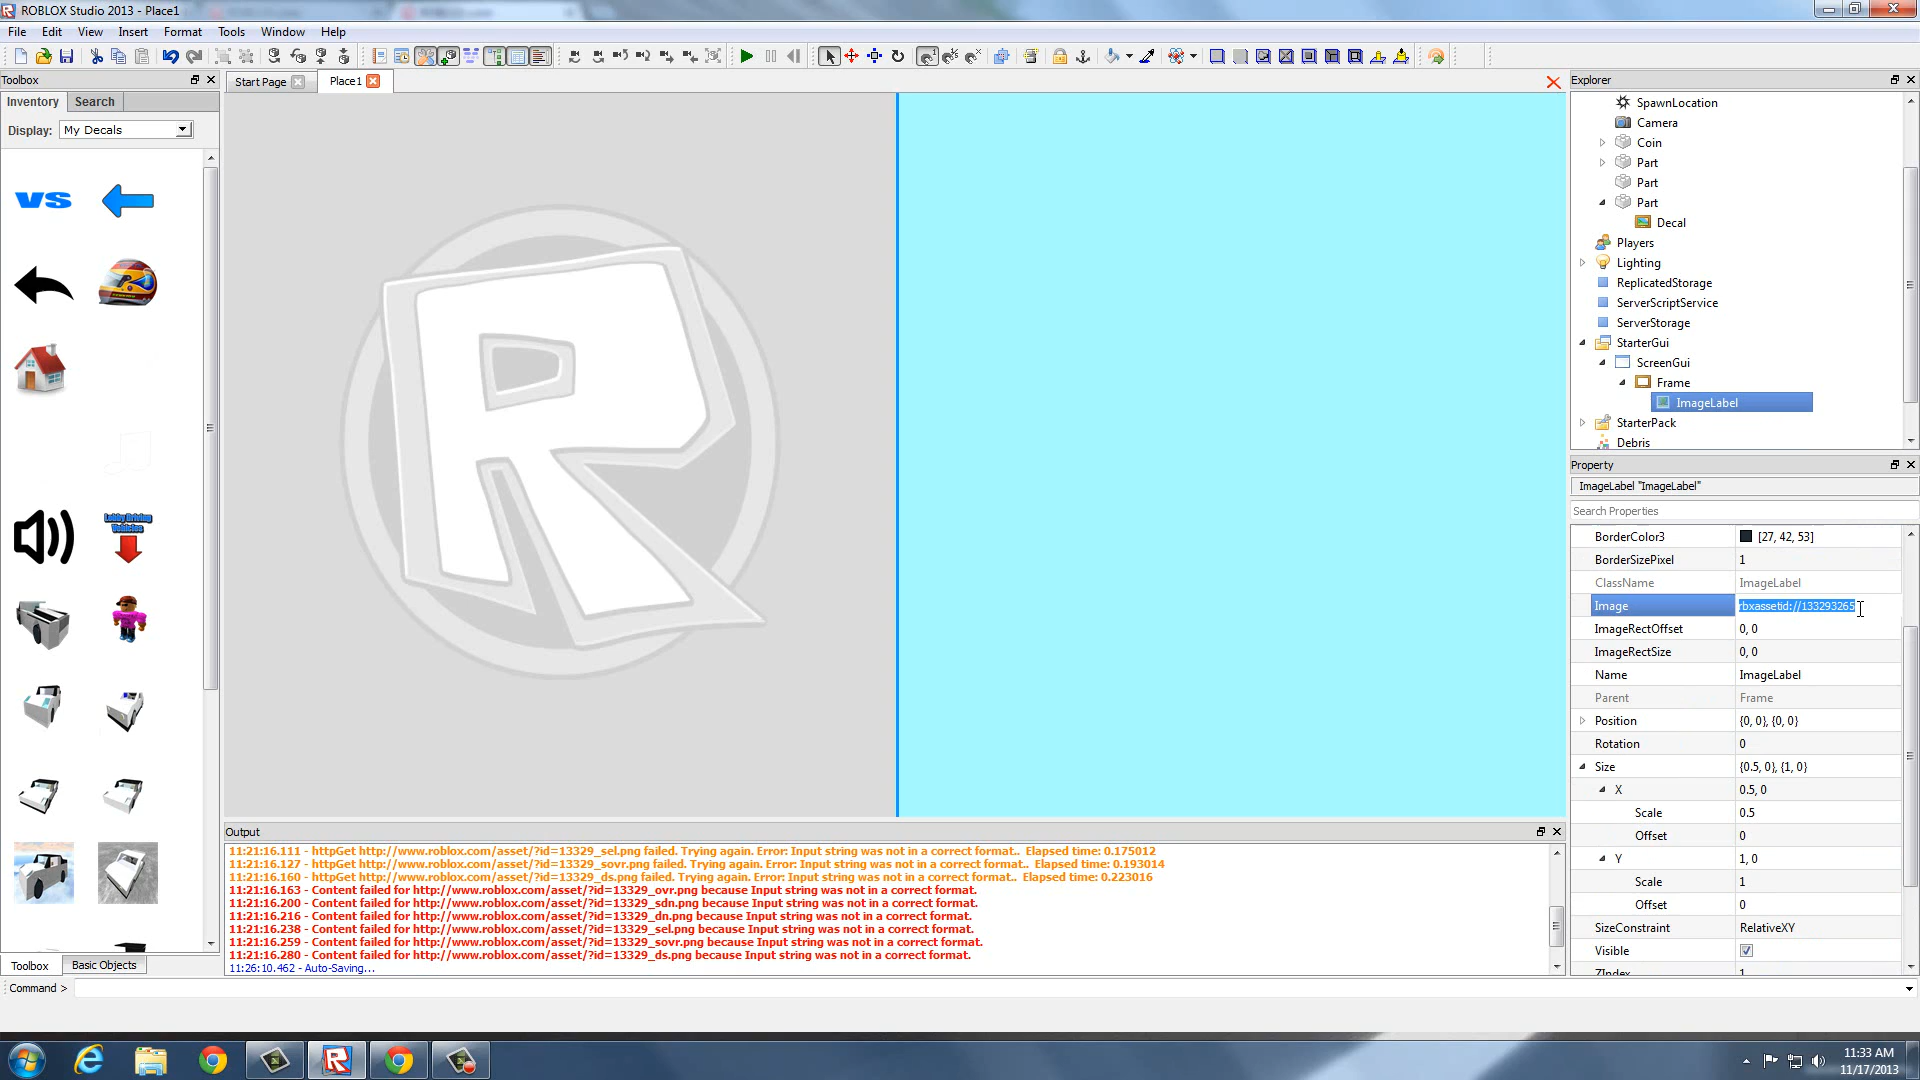 ROBLOX Studio 2013 - Place1
File Edit View Insert Format Tools Window Help
Toolbox
Inventory Search
Display: My Decals
VS
Lobby Driving
Vehicles
Toolbox Basic Objects
Start Page Place1
Output
11:21:16.111 - httpGet http://www.roblox.com/asset/?id=13329_sel.png failed. Trying again. Error: Input string was not in a correct format.. Elapsed time: 0.175012
11:21:16.127 - httpGet http://www.roblox.com/asset/?id=13329_sovr.png failed. Trying again. Error: Input string was not in a correct format.. Elapsed time: 0.193014
11:21:16.160 - httpGet http://www.roblox.com/asset/?id=13329_ds.png failed. Trying again. Error: Input string was not in a correct format.. Elapsed time: 0.223016
11:21:16.163 - Content failed for http://www.roblox.com/asset/?id=13329_ovr.png because Input string was not in a correct format.
11:21:16.200 - Content failed for http://www.roblox.com/asset/?id=13329_sdn.png because Input string was not in a correct format.
11:21:16.216 - Content failed for http://www.roblox.com/asset/?id=13329_dn.png because Input string was not in a correct format.
11:21:16.238 - Content failed for http://www.roblox.com/asset/?id=13329_sel.png because Input string was not in a correct format.
11:21:16.259 - Content failed for http://www.roblox.com/asset/?id=13329_sovr.png because Input string was not in a correct format.
11:21:16.280 - Content failed for http://www.roblox.com/asset/?id=13329_ds.png because Input string was not in a correct format.
11:26:10.462 - Auto-Saving...
Command >
Explorer
SpawnLocation
Camera
Coin
Part
Part
Part
Decal
Players
Lighting
ReplicatedStorage
ServerScriptService
ServerStorage
StarterGui
ScreenGui
Frame
ImageLabel
StarterPack
Debris
Property
ImageLabel "ImageLabel"
Search Properties
BorderColor3 [27, 42, 53]
BorderSizePixel 1
ClassName ImageLabel
Image rbxassetid://133293265
ImageRectOffset 0, 0
ImageRectSize 0, 0
Name ImageLabel
Parent Frame
Position {0, 0}, {0, 0}
Rotation 0
Size {0.5, 0}, {1, 0}
X 0.5, 0
Scale 0.5
Offset 0
Y 1, 0
Scale 1
Offset 0
SizeConstraint RelativeXY
Visible
ZIndex 1
11:33 AM
11/17/2013